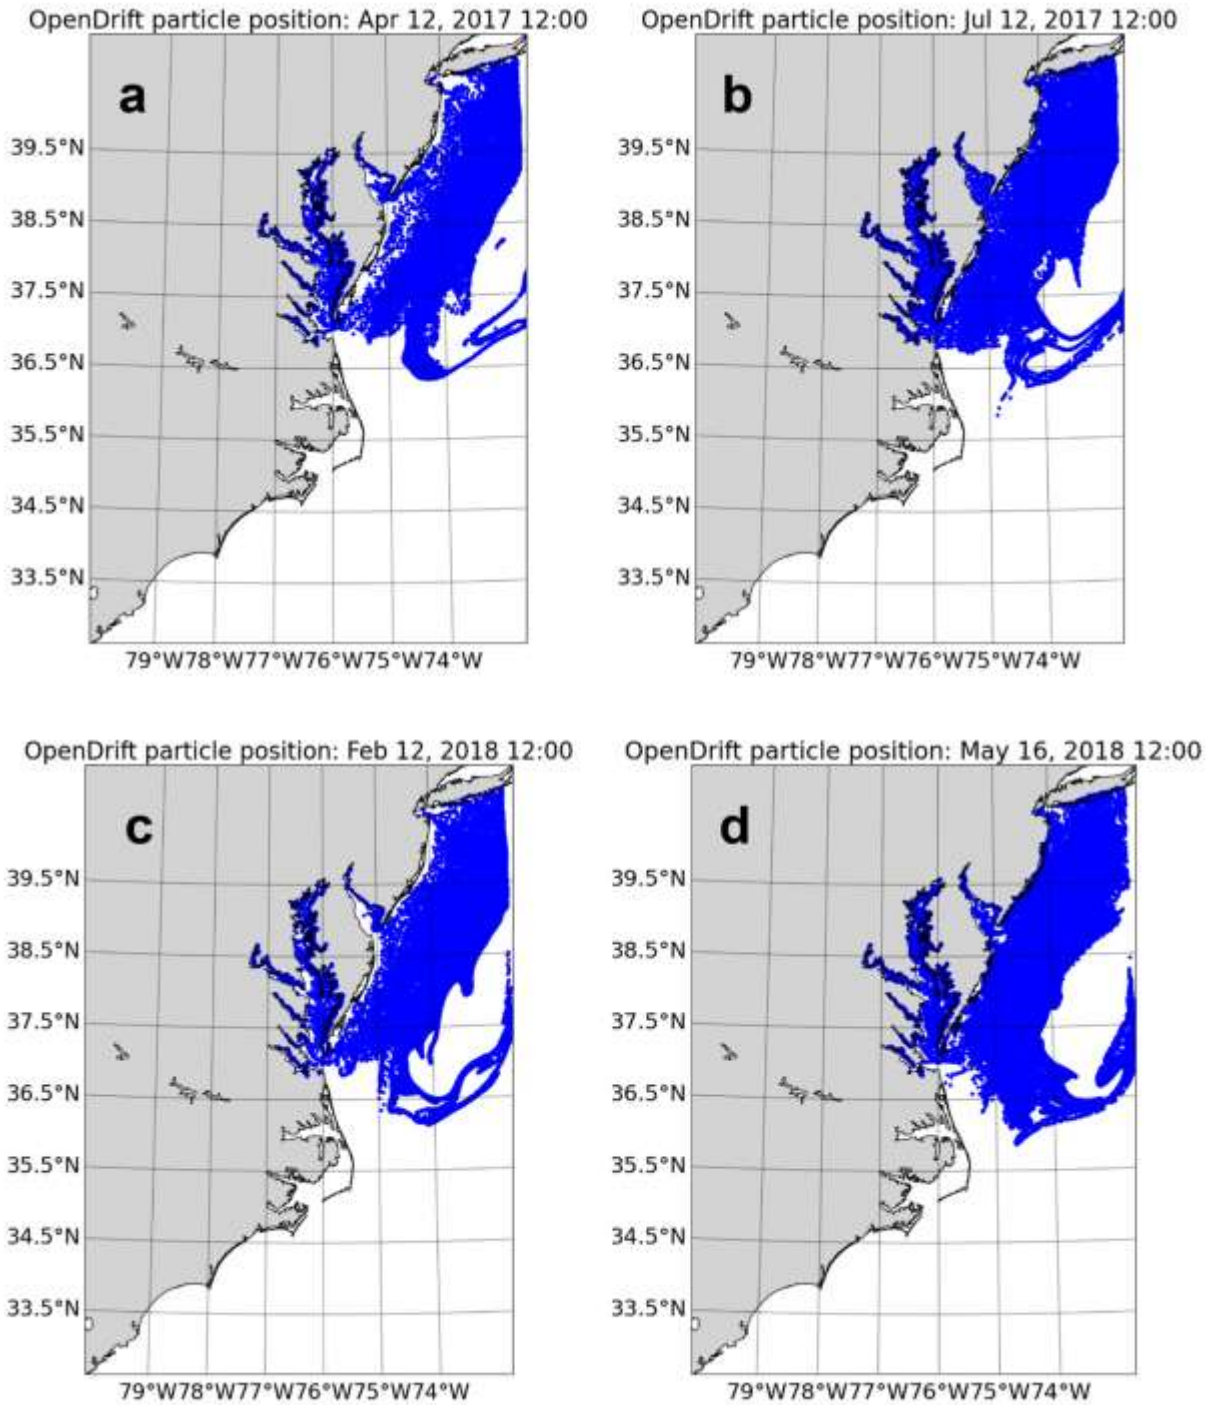 OpenDrift particle position: Apr 12, 2017 12:00
a
39.5°N
38.5°N
37.5°N
36.5°N
35.5°N
34.5°N
33.5°N
79°W78°W77°W76°W75°W74°W
OpenDrift particle position: Jul 12, 2017 12:00
b
39.5°N
38.5°N
37.5°N
36.5°N
35.5°N
34.5°N
33.5°N
79°W78°W77°W76°W75°W74°W
OpenDrift particle position: Feb 12, 2018 12:00
c
39.5°N
38.5°N
37.5°N
36.5°N
35.5°N
34.5°N
33.5°N
79°W78°W77°W76°W75°W74°W
OpenDrift particle position: May 16, 2018 12:00
d
39.5°N
38.5°N
37.5°N
36.5°N
35.5°N
34.5°N
33.5°N
79°W78°W77°W76°W75°W74°W